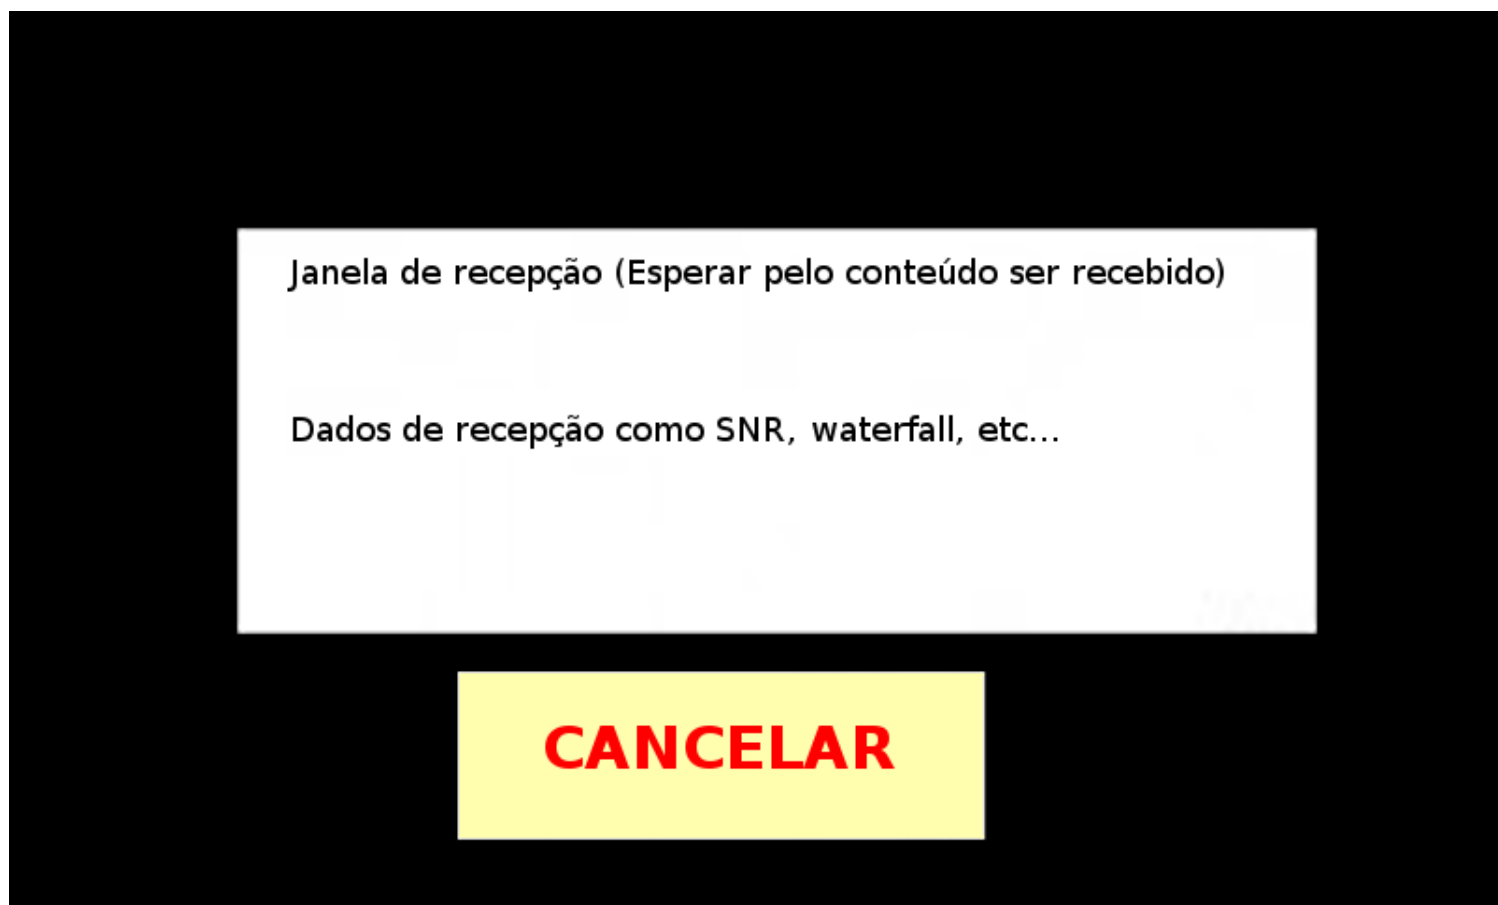 Janela de recepção (Esperar pelo conteúdo ser recebido)
Dados de recepção como SNR, waterfall, etc...
CANCELAR